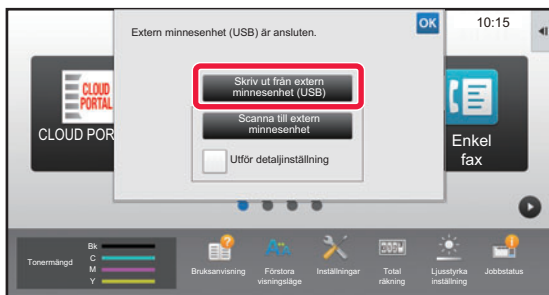 Extern minnesenhet (USB) är ansluten.
OK
10:15
Skriv ut från extern
minnesenhet (USB)
Scanna till extern
minnesenhet
Utför detaljinställning
CLOUD
PORTAL
CLOUD POR
Enkel
fax
Tonermängd
Bk
C
M
Y
Bruksanvisning
Förstora
visningsläge
Inställningar
Total
räkning
Ljusstyrka
inställning
Jobbstatus